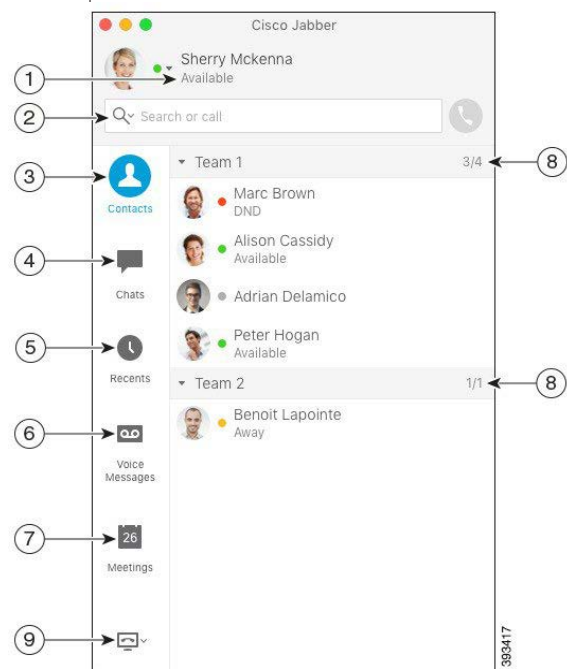 Cisco Jabber
Sherry Mckenna
1
Available
2
Search or call
3
Team 1
3/4
8
Contacts
Marc Brown
DND
4
Alison Cassidy
Available
Chats
Adrian Delamico
5
Peter Hogan
Available
Recents
Team 2
1/1
8
6
Benoit Lapointe
Away
Voice
Messages
7
26
Meetings
9
393417